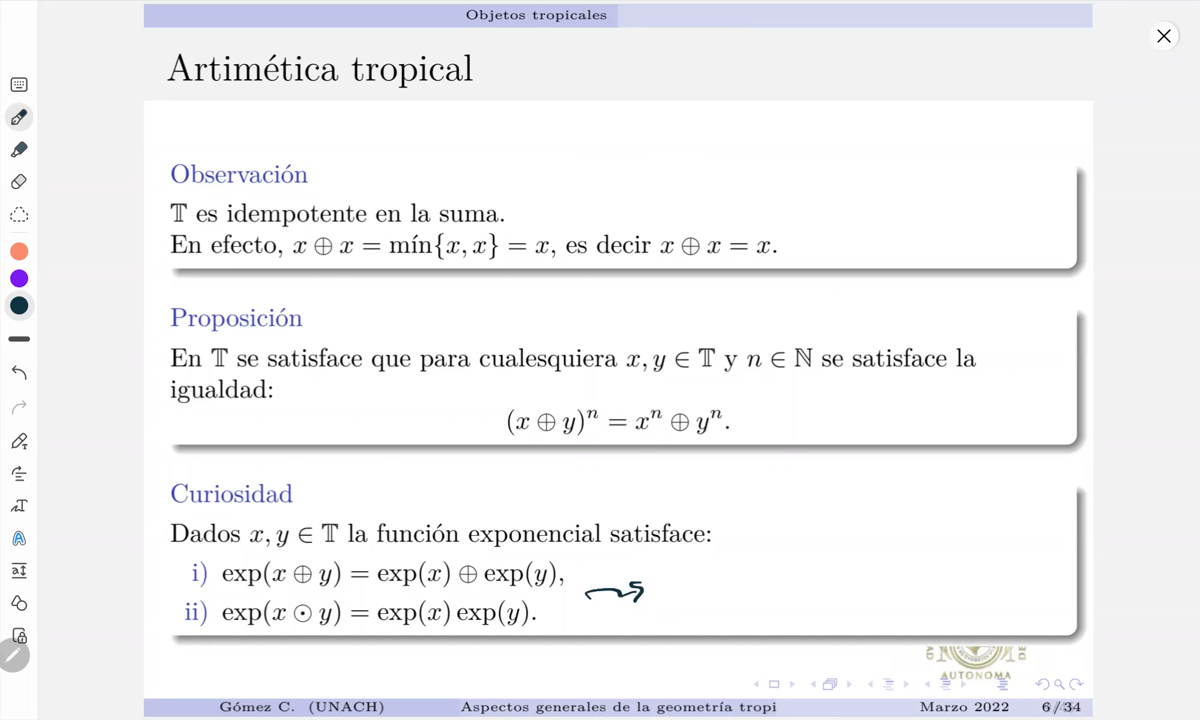 Objetos tropicales
Artimética tropical
Observación
𝕋 es idempotente en la suma.
En efecto, x ⊕ x = mín{x, x} = x, es decir x ⊕ x = x.
Proposición
En 𝕋 se satisface que para cualesquiera x, y ∈ 𝕋 y n ∈ ℕ se satisface la
igualdad:
(x ⊕ y)ⁿ = xⁿ ⊕ yⁿ.
Curiosidad
Dados x, y ∈ 𝕋 la función exponencial satisface:
i) exp(x ⊕ y) = exp(x) ⊕ exp(y),
ii) exp(x ⊙ y) = exp(x) exp(y).
AUTONOMA
Gómez C. (UNACH) Aspectos generales de la geometría tropi Marzo 2022 6/34